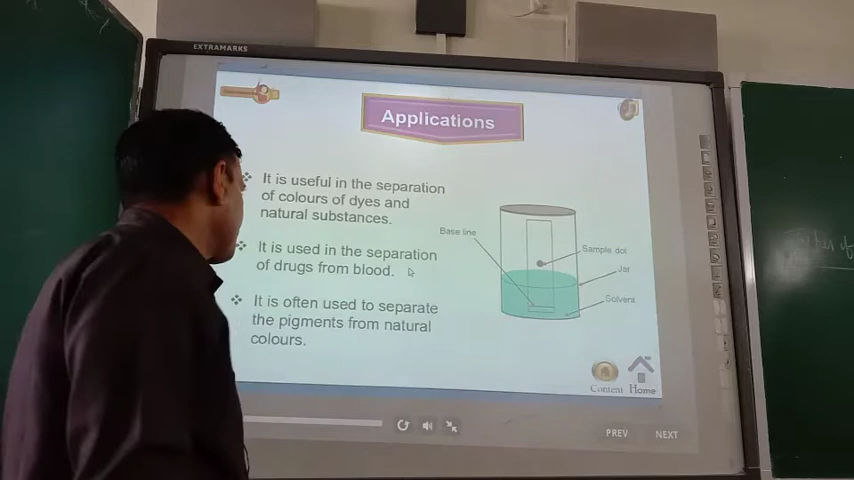 EXTRAMARKS
Applications
It is useful in the separation
of colours of dyes and
natural substances.
It is used in the separation
of drugs from blood.
It is often used to separate
the pigments from natural
colours.
Base line
Sample dot
Jar
Solvent
Content
Home
PREV
NEXT